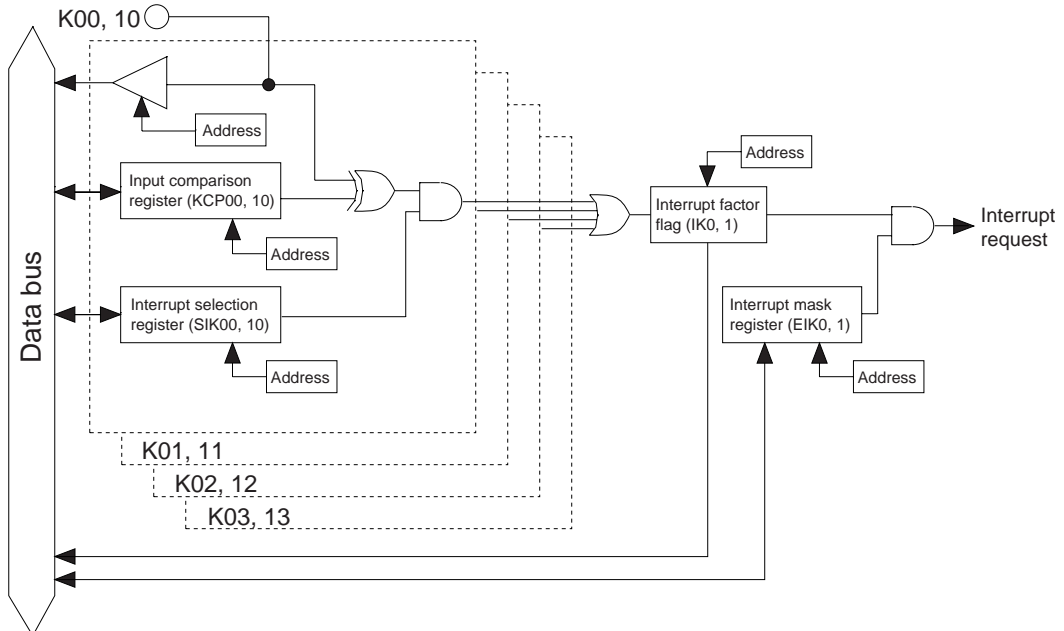 K00, 10
Address
Input comparison
register (KCP00, 10)
Address
Interrupt selection
register (SIK00, 10)
Address
Data bus
K01, 11
K02, 12
K03, 13
Address
Interrupt factor
flag (IK0, 1)
Interrupt
request
Interrupt mask
register (EIK0, 1)
Address